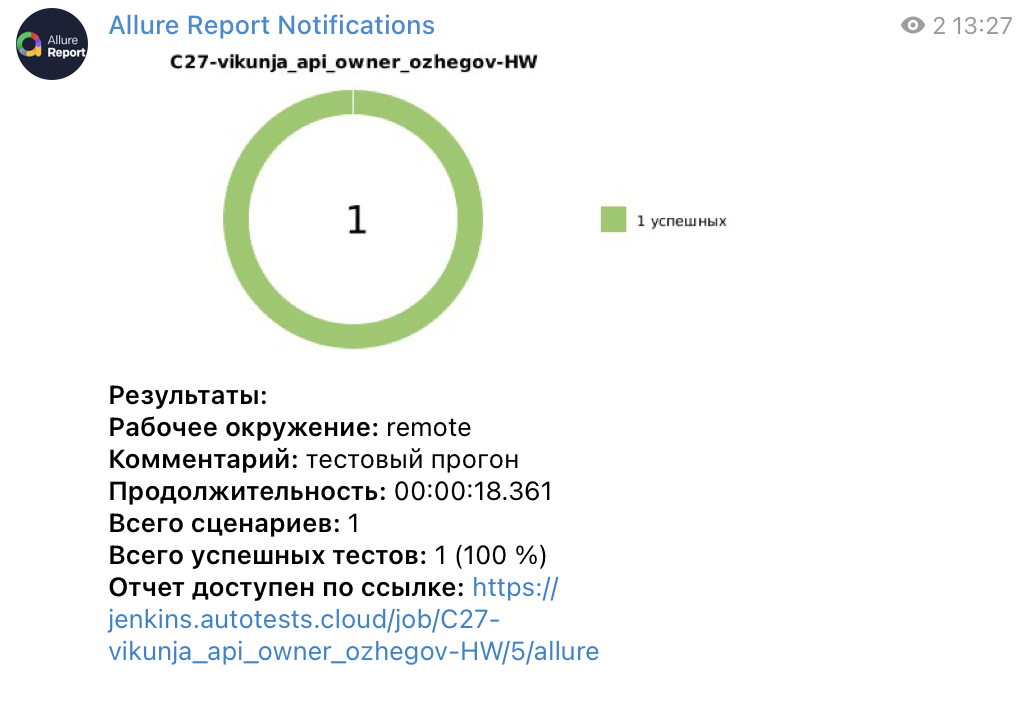 Allure Report Notifications
2 13:27
Allure
Report
C27-vikunja_api_owner_ozhegov-HW
1
1 успешных
Результаты:
Рабочее окружение: remote
Комментарий: тестовый прогон
Продолжительность: 00:00:18.361
Всего сценариев: 1
Всего успешных тестов: 1 (100 %)
Отчет доступен по ссылке: https://
jenkins.autotests.cloud/job/C27-
vikunja_api_owner_ozhegov-HW/5/allure